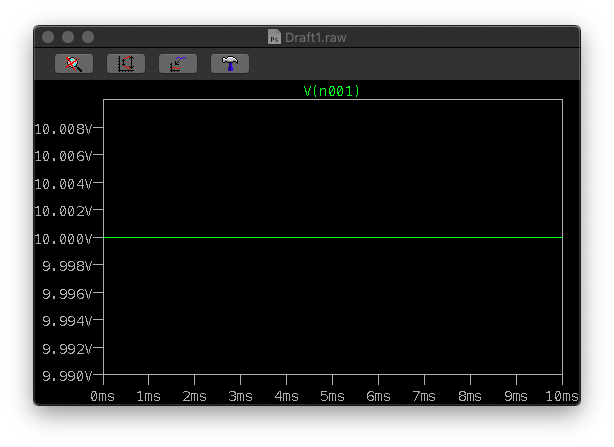 Draft1.raw
V(n001)
10.008V
10.006V
10.004V
10.002V
10.000V
9.998V
9.996V
9.994V
9.992V
9.990V
0ms 1ms 2ms 3ms 4ms 5ms 6ms 7ms 8ms 9ms 10ms